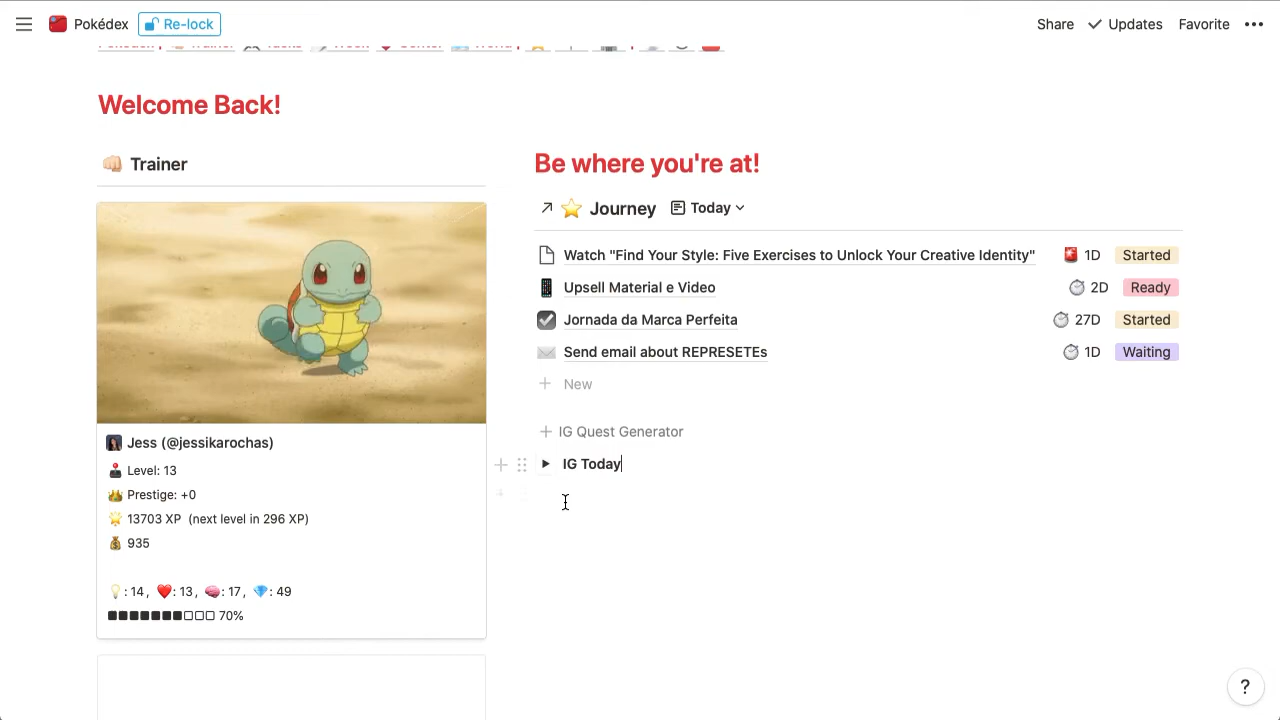 Pokédex Re-lock Share Updates Favorite
Welcome Back!
Trainer
Jess (@jessikarochas)
Level: 13
Prestige: +0
13703 XP (next level in 296 XP)
935
: 14, : 13, : 17, : 49
70%
Be where you're at!
Journey Today
Watch "Find Your Style: Five Exercises to Unlock Your Creative Identity" 1D Started
Upsell Material e Video 2D Ready
Jornada da Marca Perfeita 27D Started
Send email about REPRESETEs 1D Waiting
New
IG Quest Generator
IG Today
?